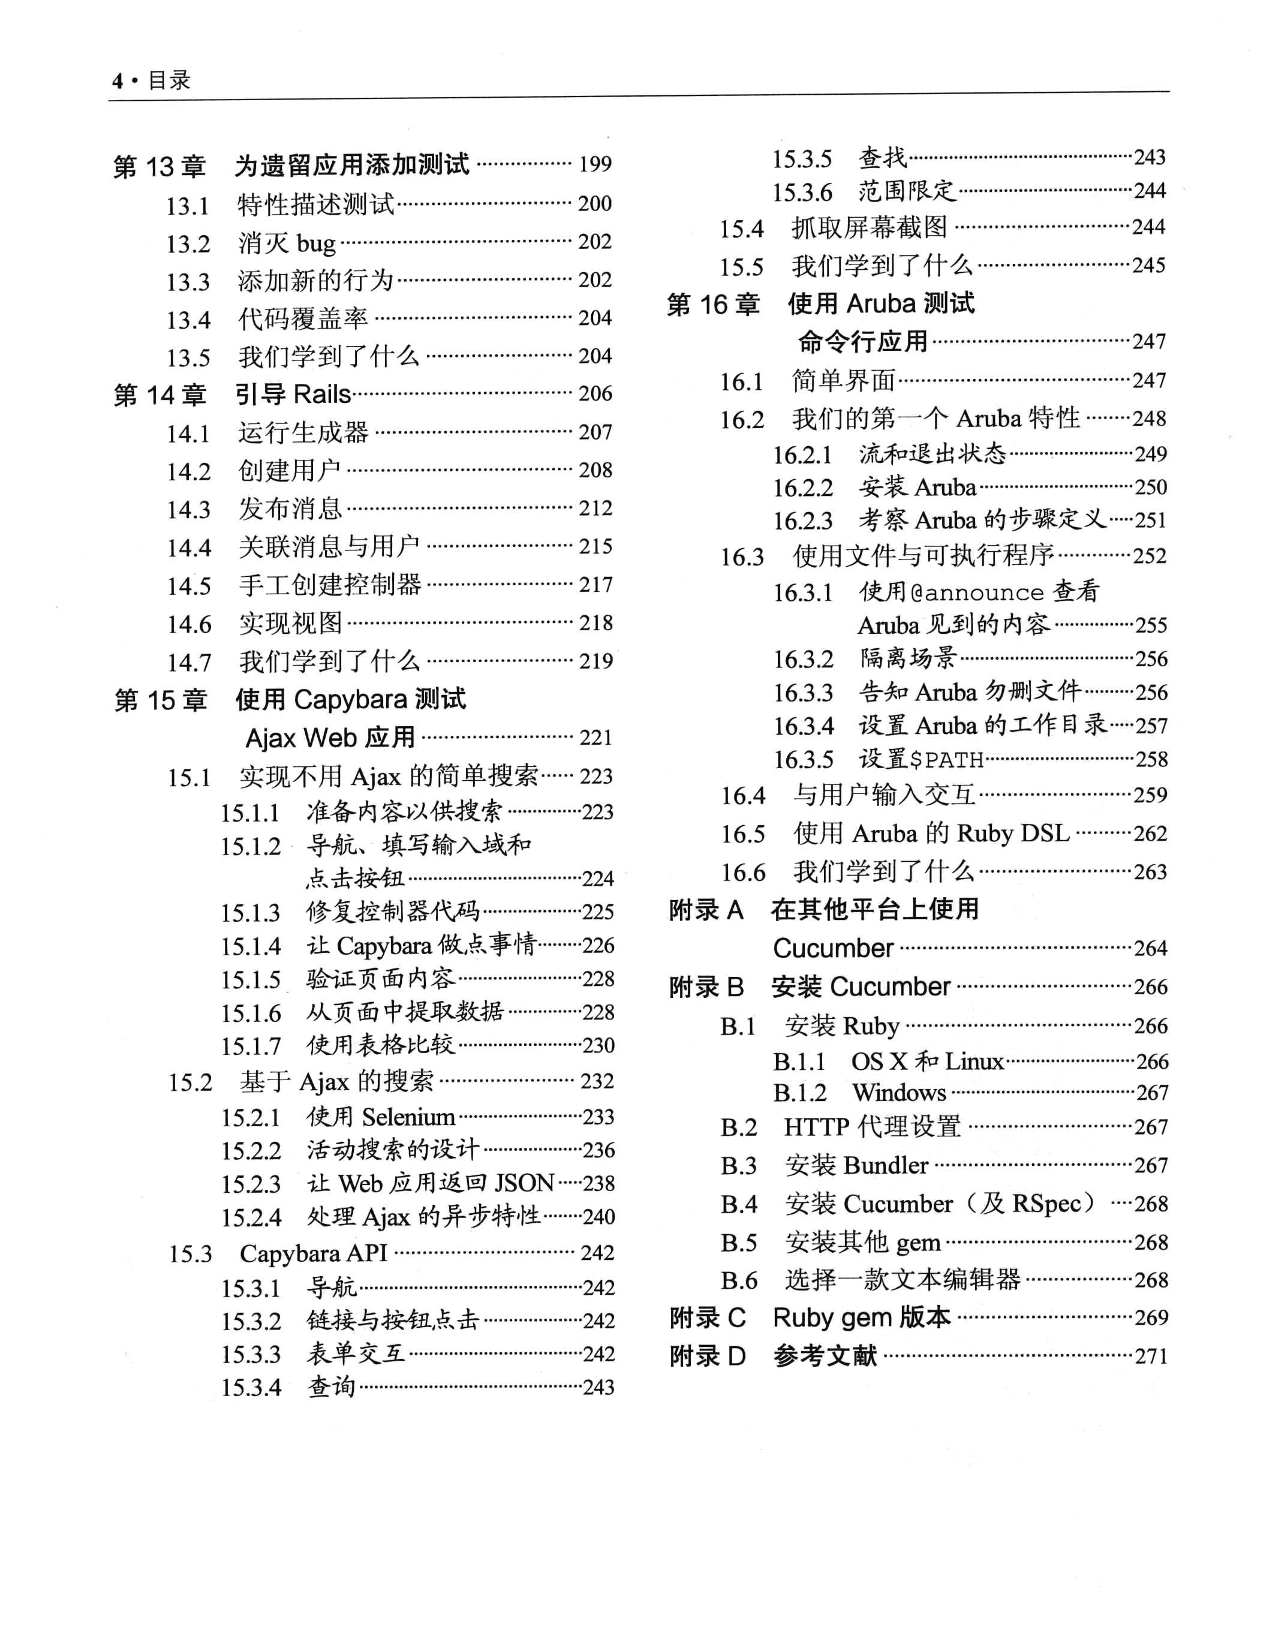 4·目录
第 13 章 为遗留应用添加测试 ················ 199
13.1 特性描述测试 ················ 200
13.2 消灭 bug ················ 202
13.3 添加新的行为 ················ 202
13.4 代码覆盖率 ················ 204
13.5 我们学到了什么 ················ 204
第 14 章 引导 Rails ················ 206
14.1 运行生成器 ················ 207
14.2 创建用户 ················ 208
14.3 发布消息 ················ 212
14.4 关联消息与用户 ················ 215
14.5 手工创建控制器 ················ 217
14.6 实现视图 ················ 218
14.7 我们学到了什么 ················ 219
第 15 章 使用 Capybara 测试
Ajax Web 应用 ················ 221
15.1 实现不用 Ajax 的简单搜索 ······ 223
15.1.1 准备内容以供搜索 ··············223
15.1.2 导航、填写输入域和
点击按钮 ················224
15.1.3 修复控制器代码 ················225
15.1.4 让 Capybara 做点事情 ········226
15.1.5 验证页面内容 ················228
15.1.6 从页面中提取数据 ··············228
15.1.7 使用表格比较 ················230
15.2 基于 Ajax 的搜索 ················ 232
15.2.1 使用 Selenium ················233
15.2.2 活动搜索的设计 ················236
15.2.3 让 Web 应用返回 JSON ·····238
15.2.4 处理 Ajax 的异步特性 ·······240
15.3 Capybara API ················ 242
15.3.1 导航 ················242
15.3.2 链接与按钮点击 ················242
15.3.3 表单交互 ················242
15.3.4 查询 ················243
15.3.5 查找 ················243
15.3.6 范围限定 ················244
15.4 抓取屏幕截图 ················244
15.5 我们学到了什么 ················245
第 16 章 使用 Aruba 测试
命令行应用 ················247
16.1 简单界面 ················247
16.2 我们的第一个 Aruba 特性 ········248
16.2.1 流和退出状态 ················249
16.2.2 安装 Aruba ················250
16.2.3 考察 Aruba 的步骤定义 ·····251
16.3 使用文件与可执行程序 ············252
16.3.1 使用@announce 查看
Aruba 见到的内容 ···············255
16.3.2 隔离场景 ················256
16.3.3 告知 Aruba 勿删文件 ·········256
16.3.4 设置 Aruba 的工作目录 ·····257
16.3.5 设置$PATH ················258
16.4 与用户输入交互 ················259
16.5 使用 Aruba 的 Ruby DSL ·········262
16.6 我们学到了什么 ················263
附录 A 在其他平台上使用
Cucumber ················264
附录 B 安装 Cucumber ················266
B.1 安装 Ruby ················266
B.1.1 OS X 和 Linux ················266
B.1.2 Windows ················267
B.2 HTTP 代理设置 ················267
B.3 安装 Bundler ················267
B.4 安装 Cucumber（及 RSpec） ····268
B.5 安装其他 gem ················268
B.6 选择一款文本编辑器 ················268
附录 C Ruby gem 版本 ················269
附录 D 参考文献 ················271